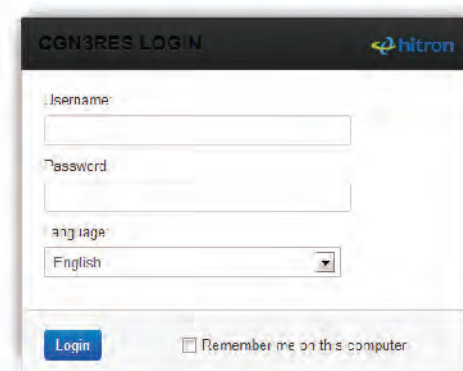 CGN3RES LOGIN
hitron
Username:
Password:
Language:
English
Login
Remember me on this computer